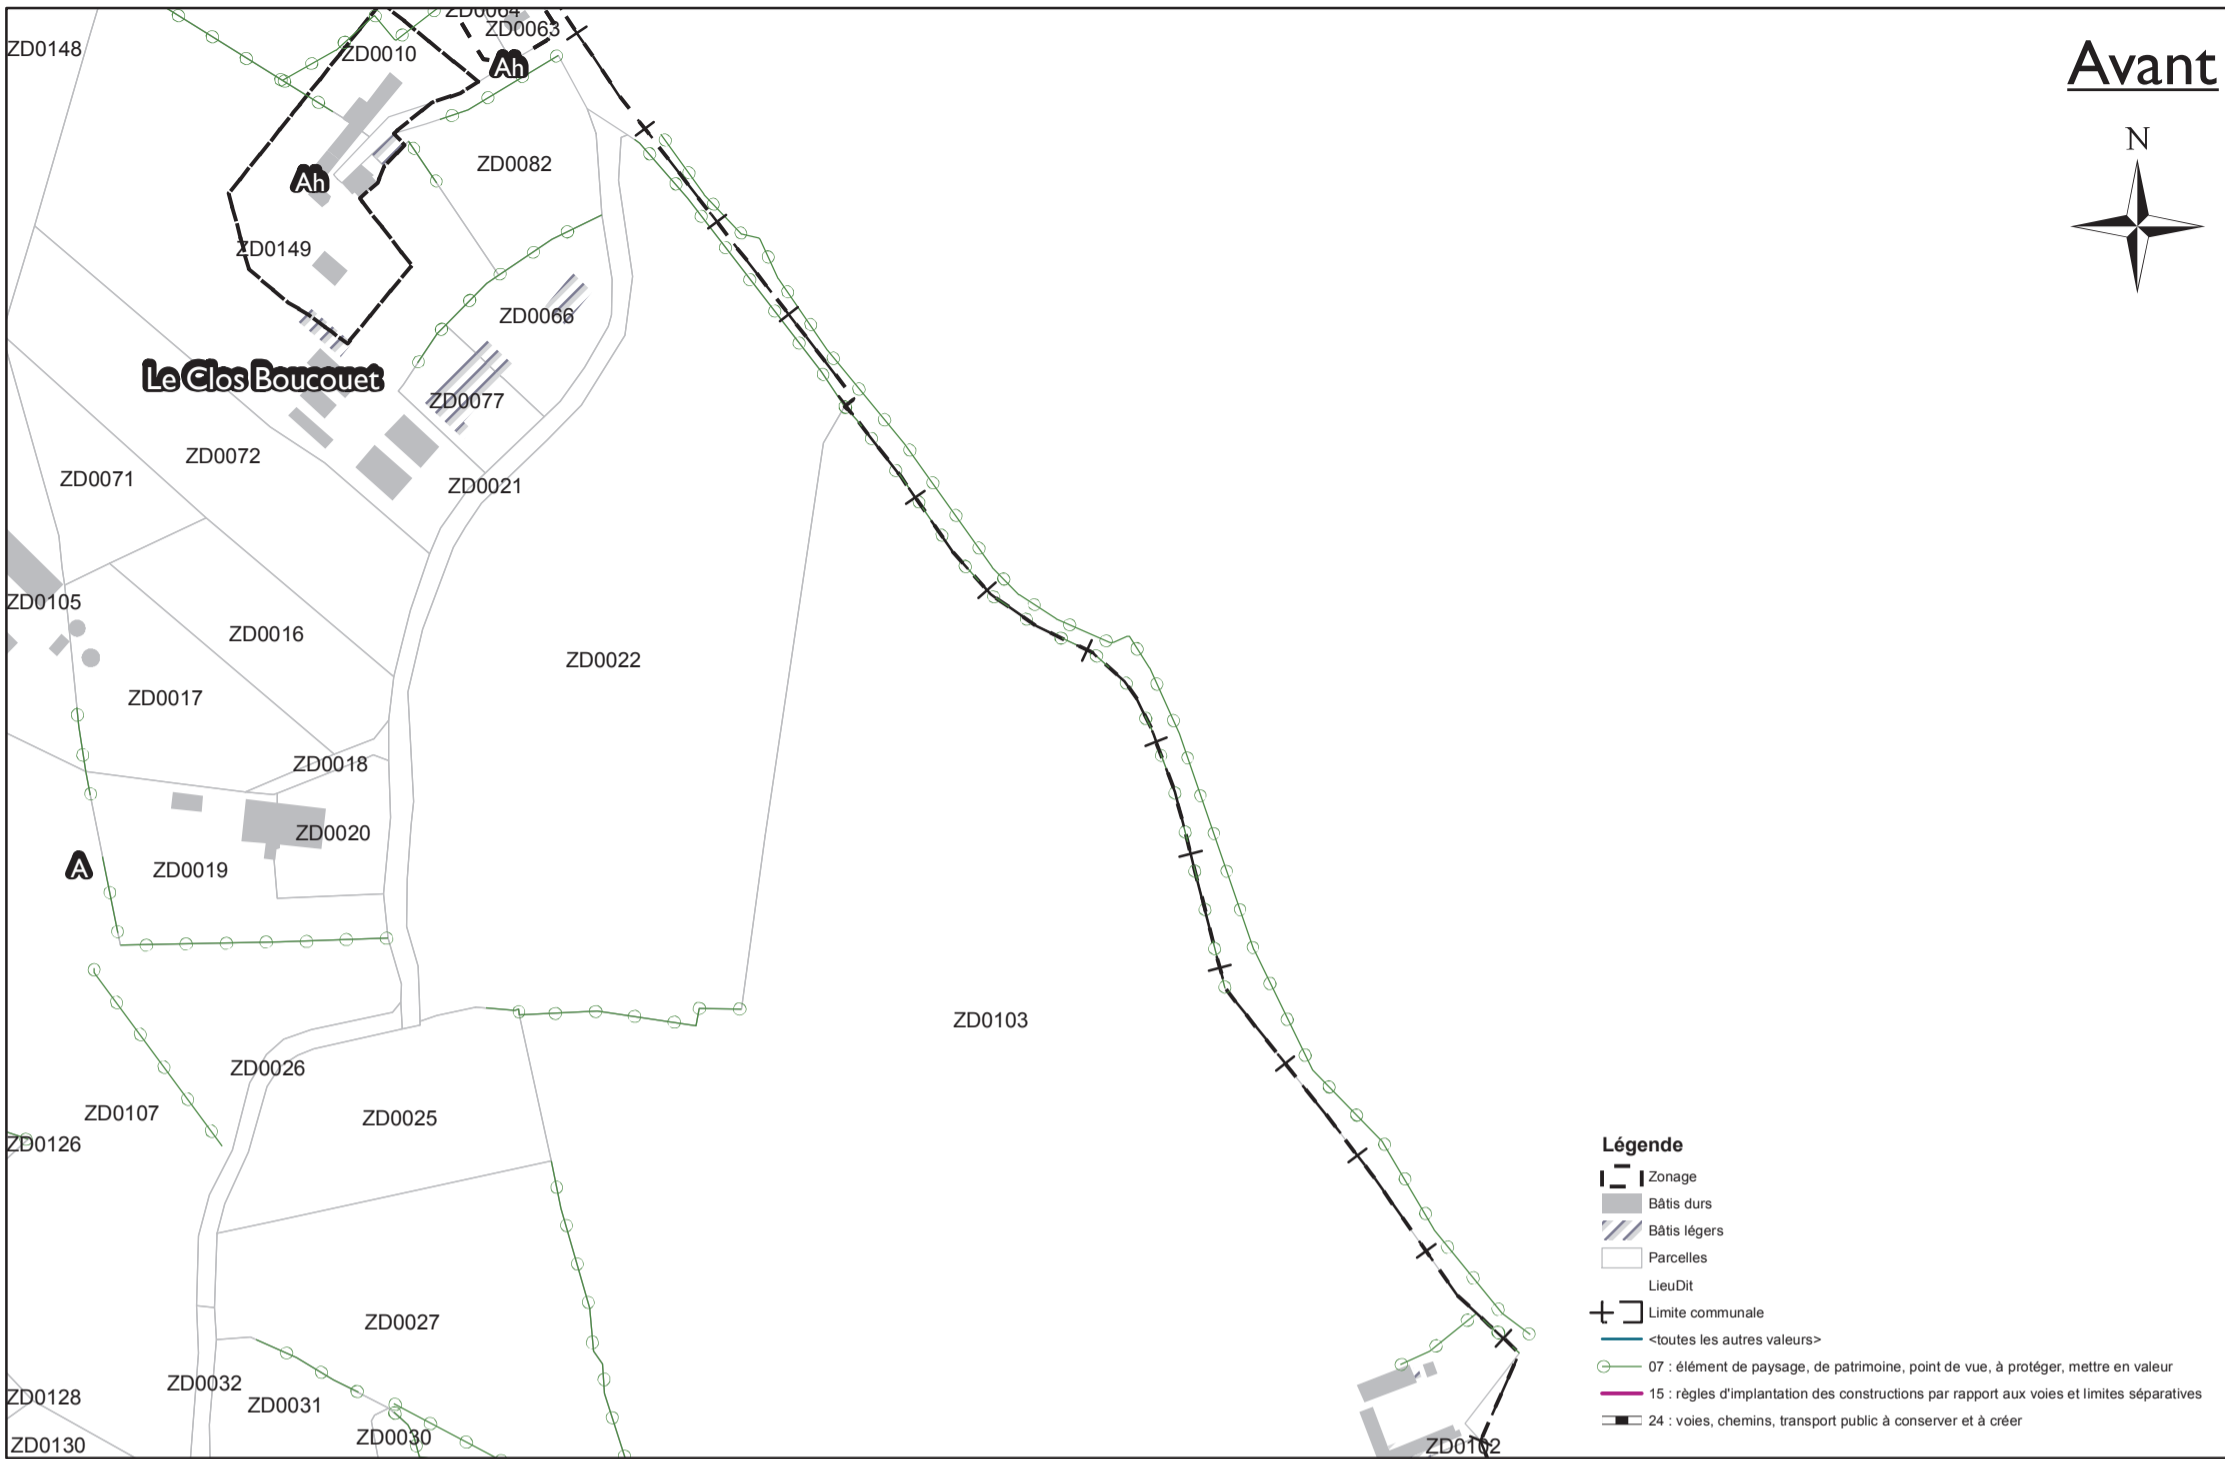 Avant
N
ZD0064
ZD0063
ZD0148
ZD0010
Ah
ZD0082
Ah
ZD0149
ZD0066
Le Clos Boucouet
ZD0077
ZD0072
ZD0071
ZD0021
ZD0105
ZD0016
ZD0022
ZD0017
ZD0018
ZD0020
A
ZD0019
ZD0103
ZD0026
ZD0107
ZD0025
ZD0126
ZD0027
ZD0032
ZD0128
ZD0031
ZD0030
ZD0130
ZD0102
Légende
Zonage
Bâtis durs
Bâtis légers
Parcelles
LieuDit
Limite communale
<toutes les autres valeurs>
07 : élément de paysage, de patrimoine, point de vue, à protéger, mettre en valeur
15 : règles d'implantation des constructions par rapport aux voies et limites séparatives
24 : voies, chemins, transport public à conserver et à créer